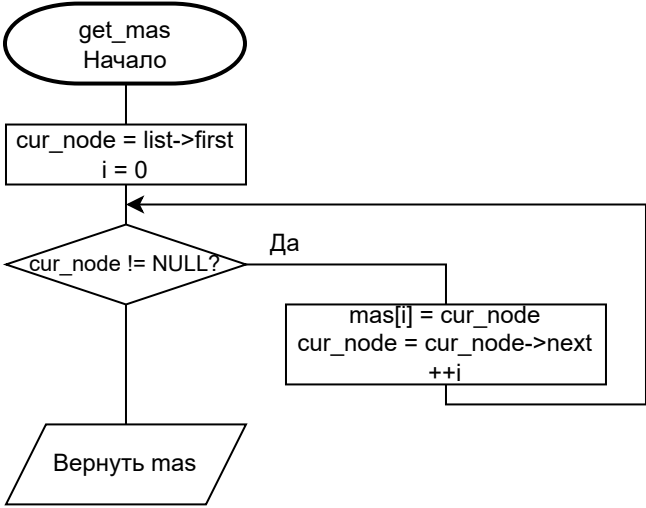 get_mas
Начало
cur_node = list->first
i = 0
cur_node != NULL?
Да
mas[i] = cur_node
cur_node = cur_node->next
++i
Вернуть mas